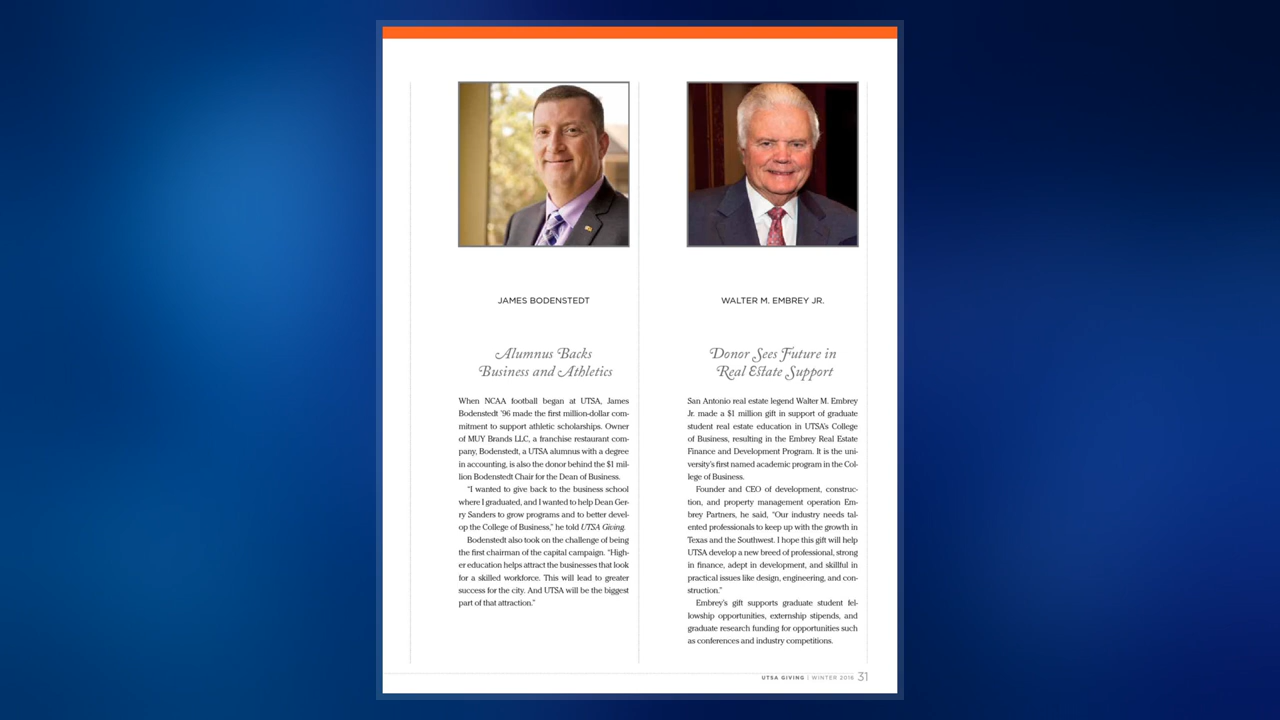 JAMES BODENSTEDT
Alumnus Backs
Business and Athletics
When NCAA football began at UTSA, James
Bodenstedt '96 made the first million-dollar com-
mitment to support athletic scholarships. Owner
of MUY Brands LLC, a franchise restaurant com-
pany, Bodenstedt, a UTSA alumnus with a degree
in accounting, is also the donor behind the $1 mil-
lion Bodenstedt Chair for the Dean of Business.
"I wanted to give back to the business school
where I graduated, and I wanted to help Dean Ger-
ry Sanders to grow programs and to better devel-
op the College of Business," he told UTSA Giving.
Bodenstedt also took on the challenge of being
the first chairman of the capital campaign. "High-
er education helps attract the businesses that look
for a skilled workforce. This will lead to greater
success for the city. And UTSA will be the biggest
part of that attraction."
WALTER M. EMBREY JR.
Donor Sees Future in
Real Estate Support
San Antonio real estate legend Walter M. Embrey
Jr. made a $1 million gift in support of graduate
student real estate education in UTSA's College
of Business, resulting in the Embrey Real Estate
Finance and Development Program. It is the uni-
versity's first named academic program in the Col-
lege of Business.
Founder and CEO of development, construc-
tion, and property management operation Em-
brey Partners, he said, "Our industry needs tal-
ented professionals to keep up with the growth in
Texas and the Southwest. I hope this gift will help
UTSA develop a new breed of professional, strong
in finance, adept in development, and skillful in
practical issues like design, engineering, and con-
struction."
Embrey's gift supports graduate student fel-
lowship opportunities, externship stipends, and
graduate research funding for opportunities such
as conferences and industry competitions.
UTSA GIVING | WINTER 2016 31